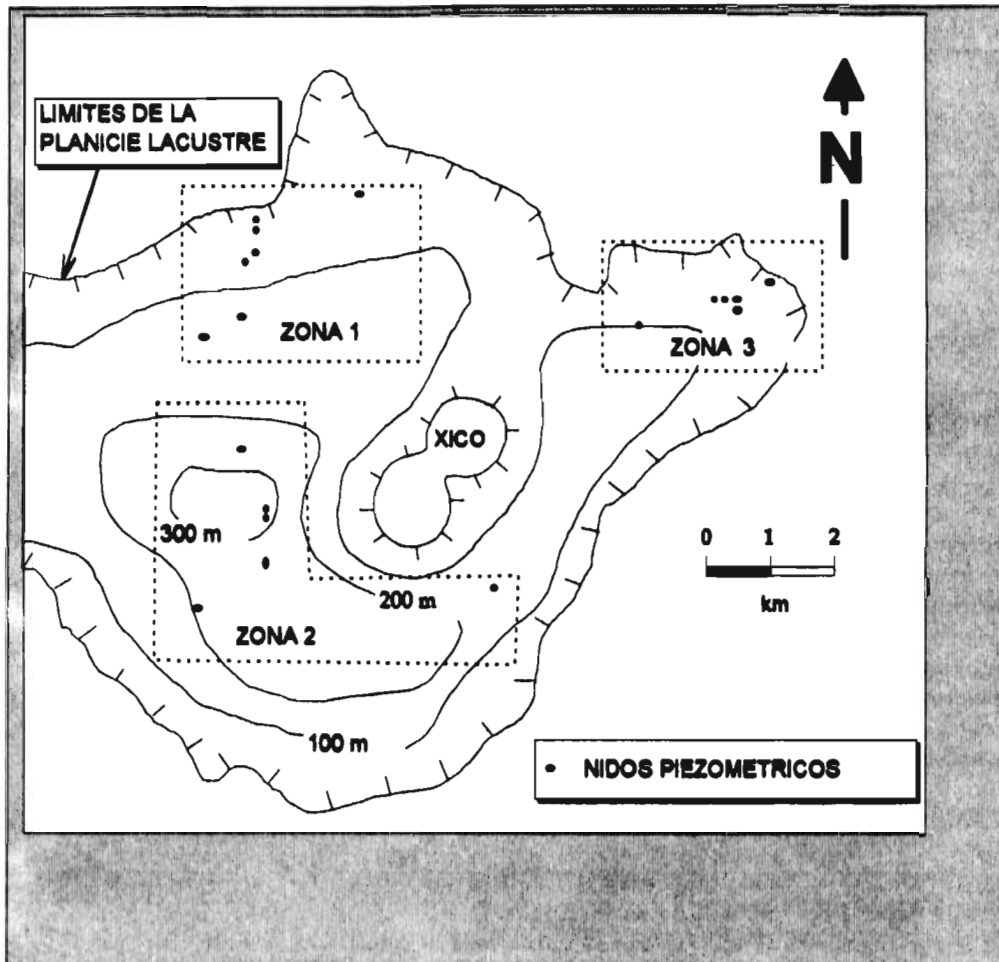 LIMITES DE LA
PLANICIE LACUSTRE
N
ZONA 1
ZONA 3
XICO
300 m
200 m
ZONA 2
0 1 2
km
100 m
NIDOS PIEZOMETRICOS